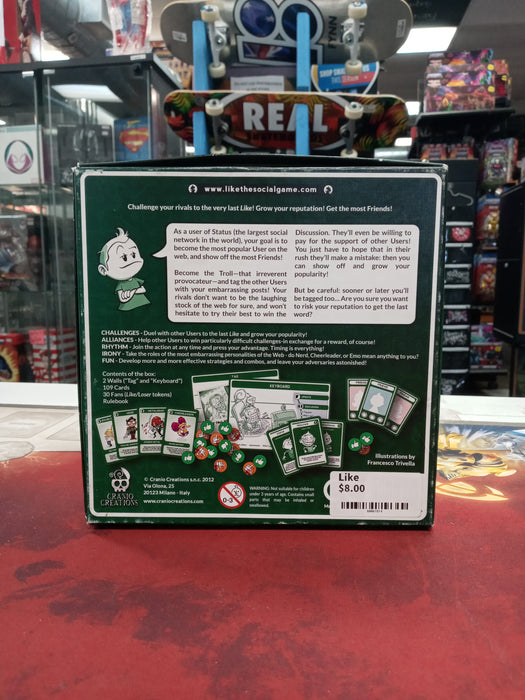 REAL
www.likethesocialgame.com
Challenge your rivals to the very last Like! Grow your reputation! Get the most Friends!
As a user of Status (the largest social
network in the world), your goal is to
become the most popular User on the
web, and show off the most Friends!
Become the Troll—that irreverent
provocateur—and tag the other Users
with your embarrassing posts! Your
rivals don't want to be the laughing
stock of the web for sure, and won't
hesitate to try their best to win the
Discussion. They'll even be willing to
pay for the support of other Users!
You just have to hope that in their
rush they'll make a mistake: then you
can show off and grow your
popularity!
But be careful: sooner or later you'll
be tagged too... Are you sure you want
to risk your reputation to get the last
word?
CHALLENGES - Duel with other Users to the last Like and grow your popularity!
ALLIANCES - Help other Users to win particularly difficult challenges-in exchange for a reward, of course!
RHYTHM - Join the action at any time and press your advantage. Timing is everything!
IRONY - Take the roles of the most embarrassing personalities of the Web - do Nerd, Cheerleader, or Emo mean anything to you?
FUN - Develop more and more effective strategies and combos, and leave your adversaries astonished!
Contents of the box:
2 Walls ("Tag" and "Keyboard")
109 Cards
30 Fans (Like/Loser tokens)
Rulebook
TAG
KEYBOARD
Illustrations by
Francesco Trivella
CRANIO
CREATIONS
© Cranio Creations s.n.c. 2012
Via Olona, 25
20123 Milano - Italy
www.craniocreations.com
0-3
WARNING: Not suitable for children
under 3 years of age. Contains small
parts that may be inhaled or
swallowed.
Like
$8.00